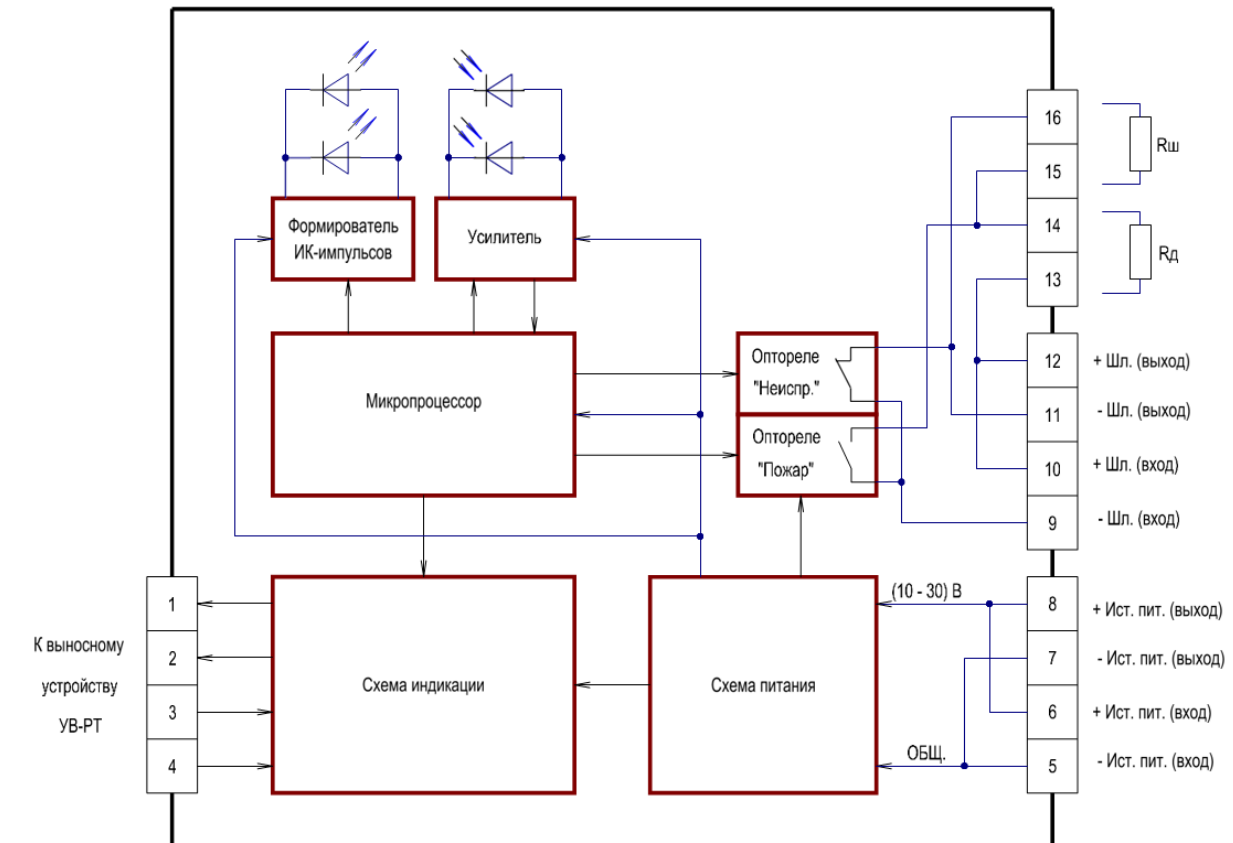 Формирователь
ИК-импульсов
Усилитель
Микропроцессор
Оптореле
"Неиспр."
Оптореле
"Пожар"
Схема индикации
Схема питания
(10 - 30) В
ОБЩ.
К выносному
устройству
УВ-РТ
1
2
3
4
16
15
14
13
12
11
10
9
8
7
6
5
Rш
Rд
+ Шл. (выход)
- Шл. (выход)
+ Шл. (вход)
- Шл. (вход)
+ Ист. пит. (выход)
- Ист. пит. (выход)
+ Ист. пит. (вход)
- Ист. пит. (вход)